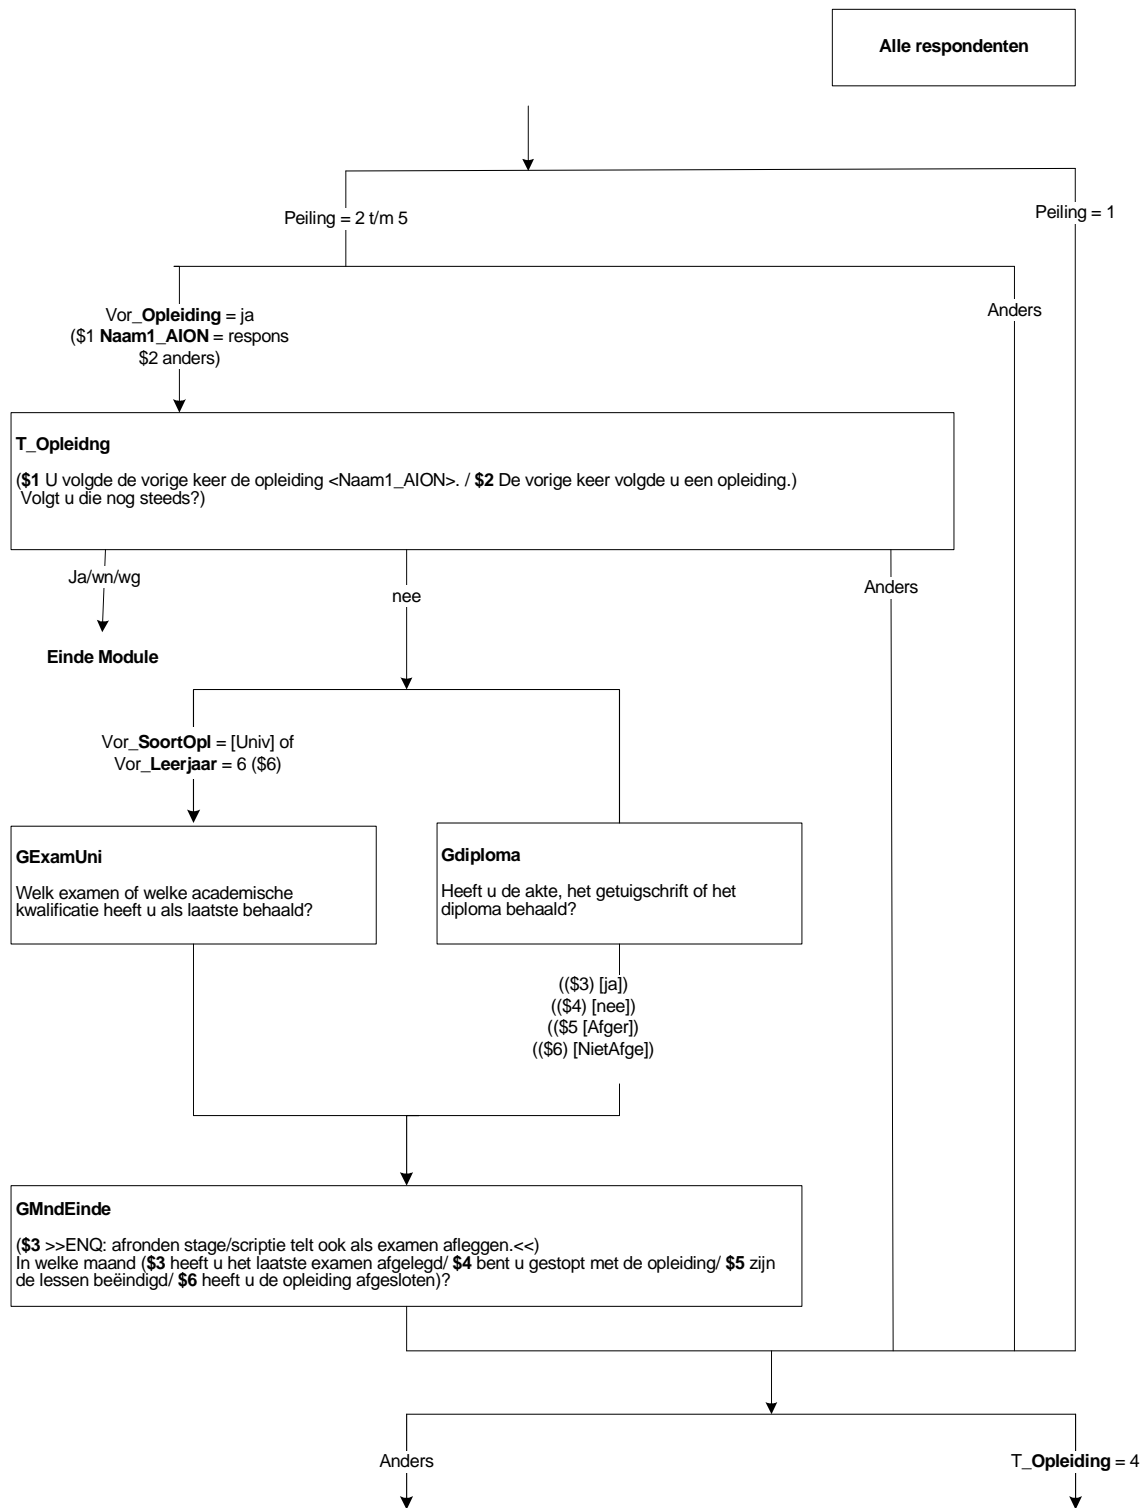 Alle respondenten
Peiling = 2 t/m 5
Peiling = 1
Vor_Opleiding = ja
($1 Naam1_AION = respons
$2 anders)
Anders
T_Opleidng
($1 U volgde de vorige keer de opleiding <Naam1_AION>. / $2 De vorige keer volgde u een opleiding.)
Volgt u die nog steeds?)
Ja/wn/wg
nee
Anders
Einde Module
Vor_SoortOpl = [Univ] of
Vor_Leerjaar = 6 ($6)
GExamUni
Welk examen of welke academische
kwalificatie heeft u als laatste behaald?
Gdiploma
Heeft u de akte, het getuigschrift of het
diploma behaald?
(($3) [ja])
(($4) [nee])
(($5 [Afger])
(($6) [NietAfge])
GMndEinde
($3 >>ENQ: afronden stage/scriptie telt ook als examen afleggen.<<)
In welke maand ($3 heeft u het laatste examen afgelegd/ $4 bent u gestopt met de opleiding/ $5 zijn
de lessen beëindigd/ $6 heeft u de opleiding afgesloten)?
Anders
T_Opleiding = 4